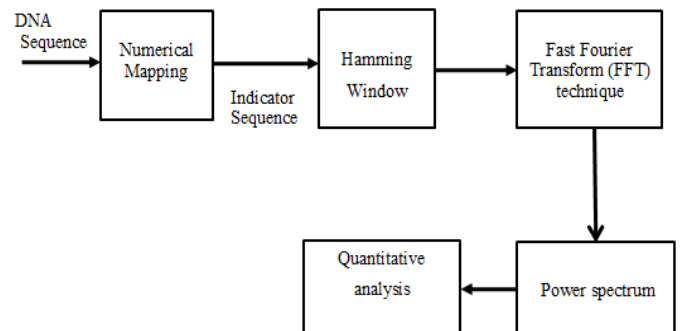 DNA
Sequence
Numerical
Mapping
Indicator
Sequence
Hamming
Window
Fast Fourier
Transform (FFT)
technique
Power spectrum
Quantitative
analysis